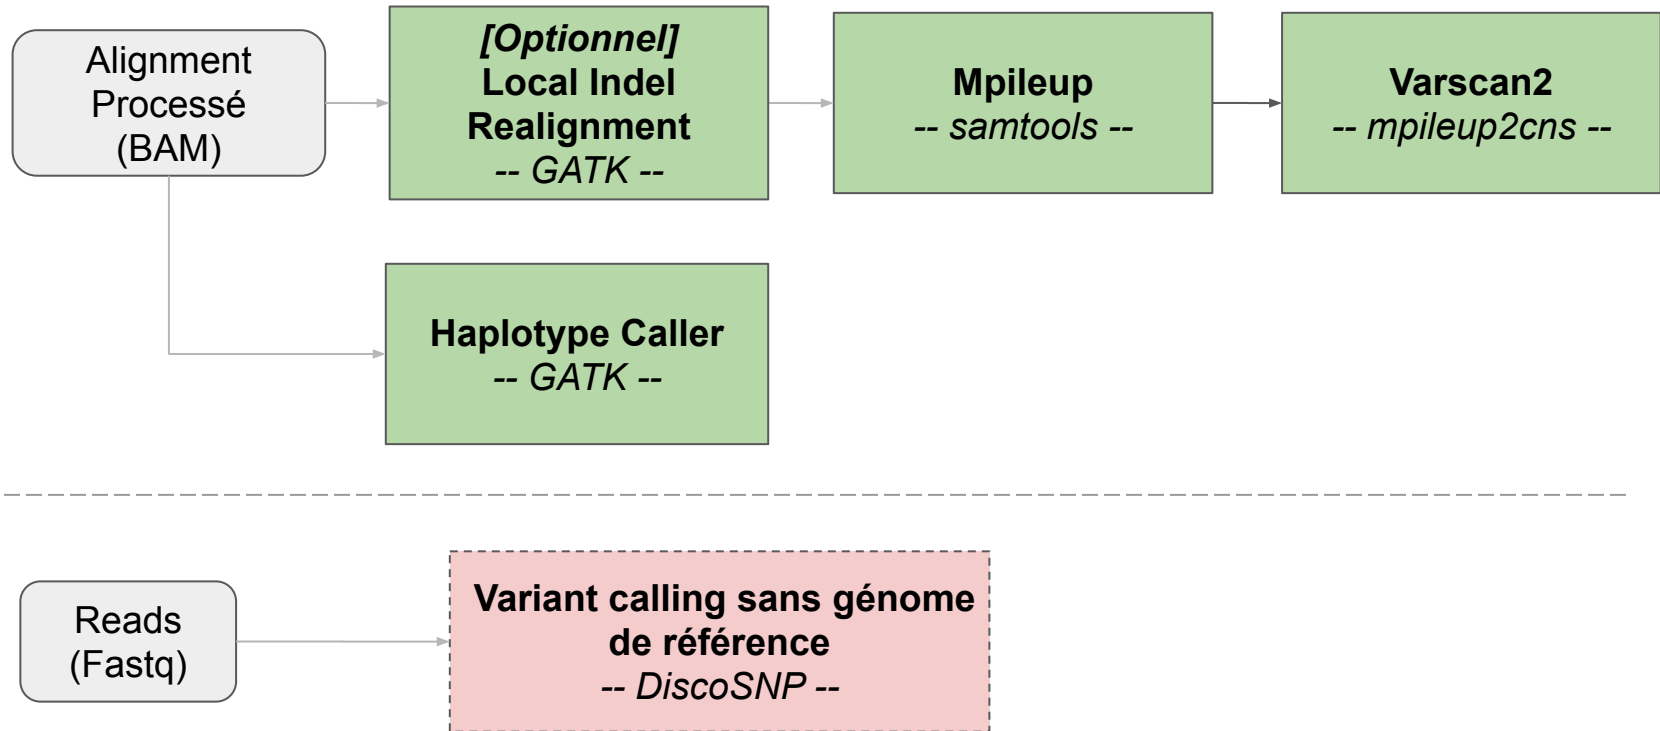 Alignment
Processé
(BAM)
[Optionnel]
Local Indel
Realignment
-- GATK --
Mpileup
-- samtools --
Varscan2
-- mpileup2cns --
Haplotype Caller
-- GATK --
Reads
(Fastq)
Variant calling sans génome
de référence
-- DiscoSNP --